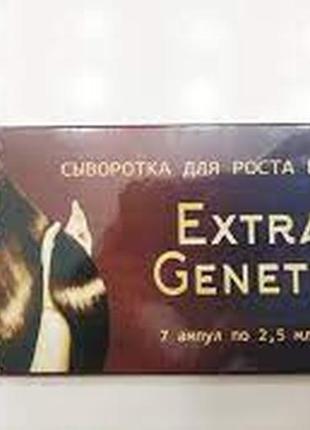 СЫВОРОТКА ДЛЯ РОСТА
EXTRA
GENET
7 ампул по 2,5 мл